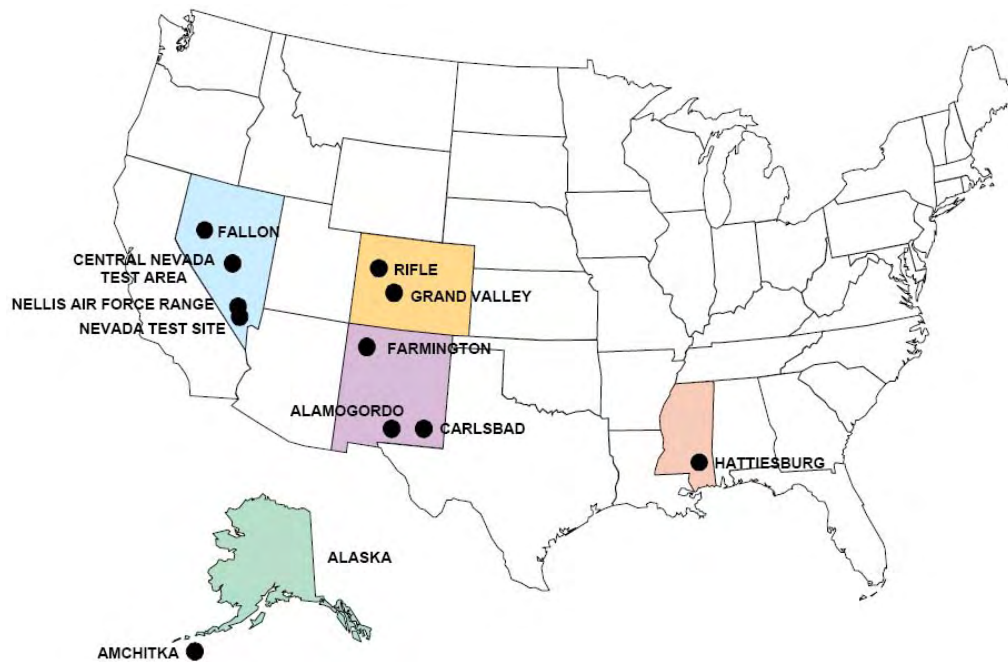 FALLON
CENTRAL NEVADA
TEST AREA
NELLIS AIR FORCE RANGE
NEVADA TEST SITE
RIFLE
GRAND VALLEY
FARMINGTON
ALAMOGORDO
CARLSBAD
HATTIESBURG
ALASKA
AMCHITKA